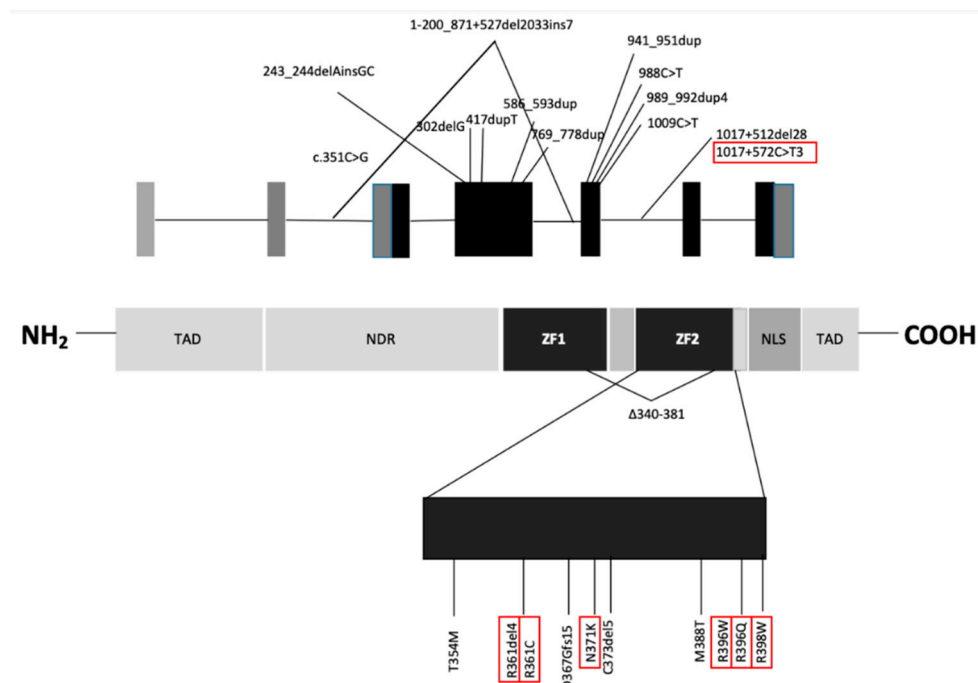 1-200_871+527del2033ins7
941_951dup
243_244delAinsGC
988C>T
586_593dup
989_992dup4
302delG
417dupT
1009C>T
769_778dup
1017+512del28
c.351C>G
1017+572C>T3
NH2
TAD
NDR
ZF1
ZF2
NLS
TAD
COOH
Δ340-381
T354M
R361del4
R361C
N371K
C373del5
M388T
R396W
R396Q
R398W